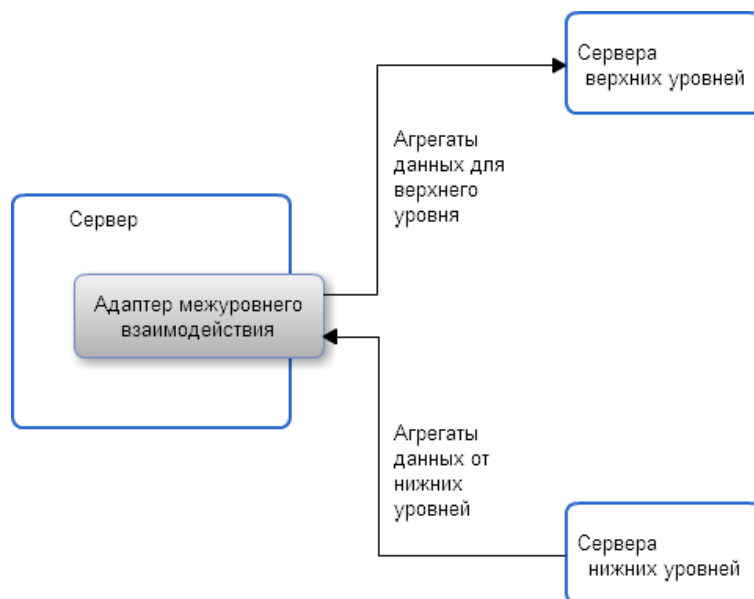 Сервера
верхних уровней
Агрегаты
данных для
верхнего
уровня
Сервер
Адаптер межуровнего
взаимодействия
Агрегаты
данных от
нижних
уровней
Сервера
нижних уровней